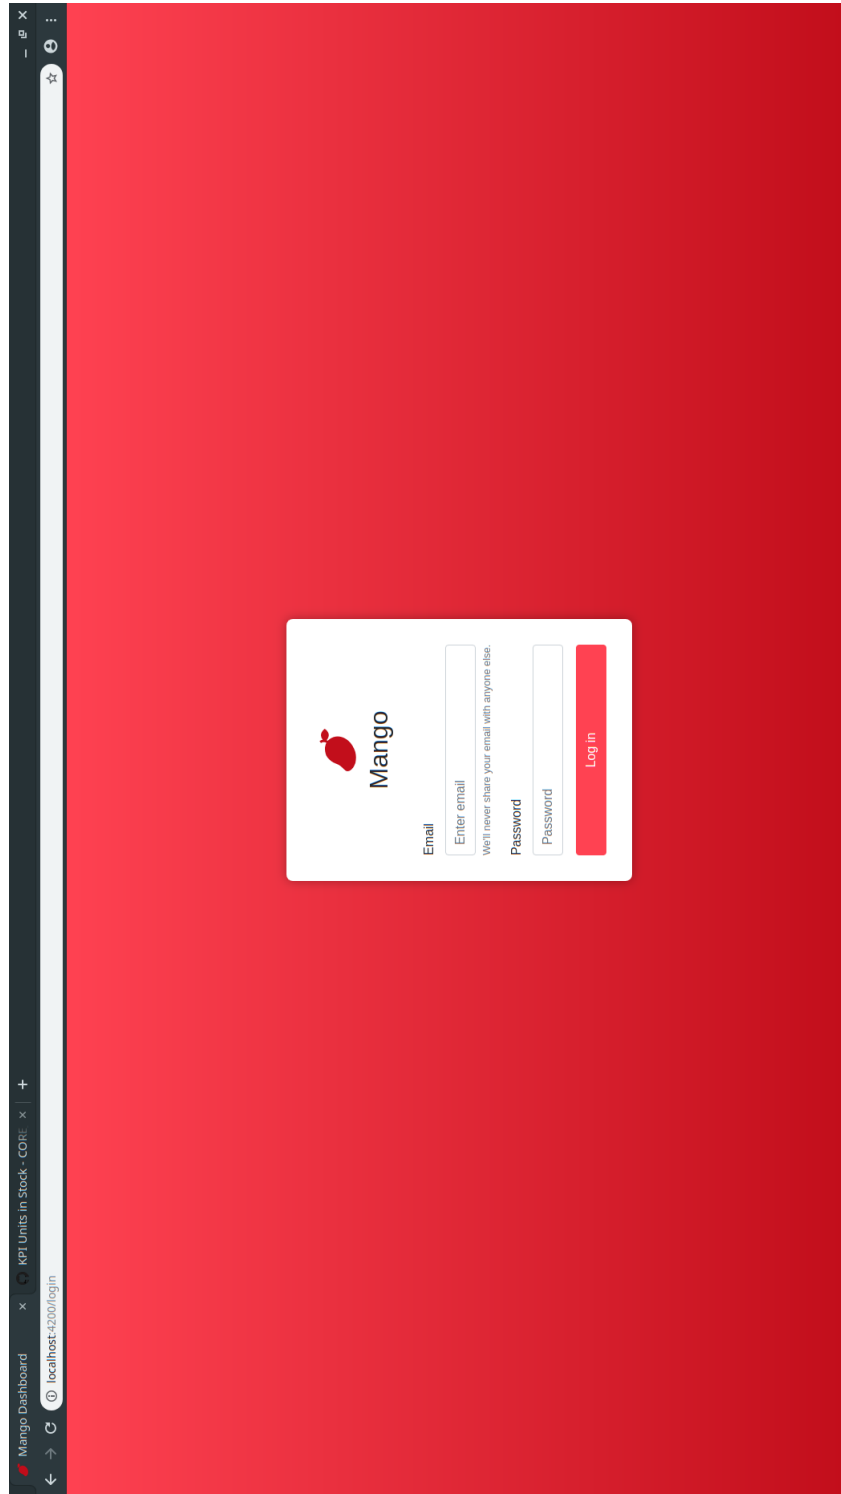 Mango Dashboard
KPI Units in Stock - CORE
localhost:4200/login
Mango
Email
Enter email
We'll never share your email with anyone else.
Password
Password
Log in